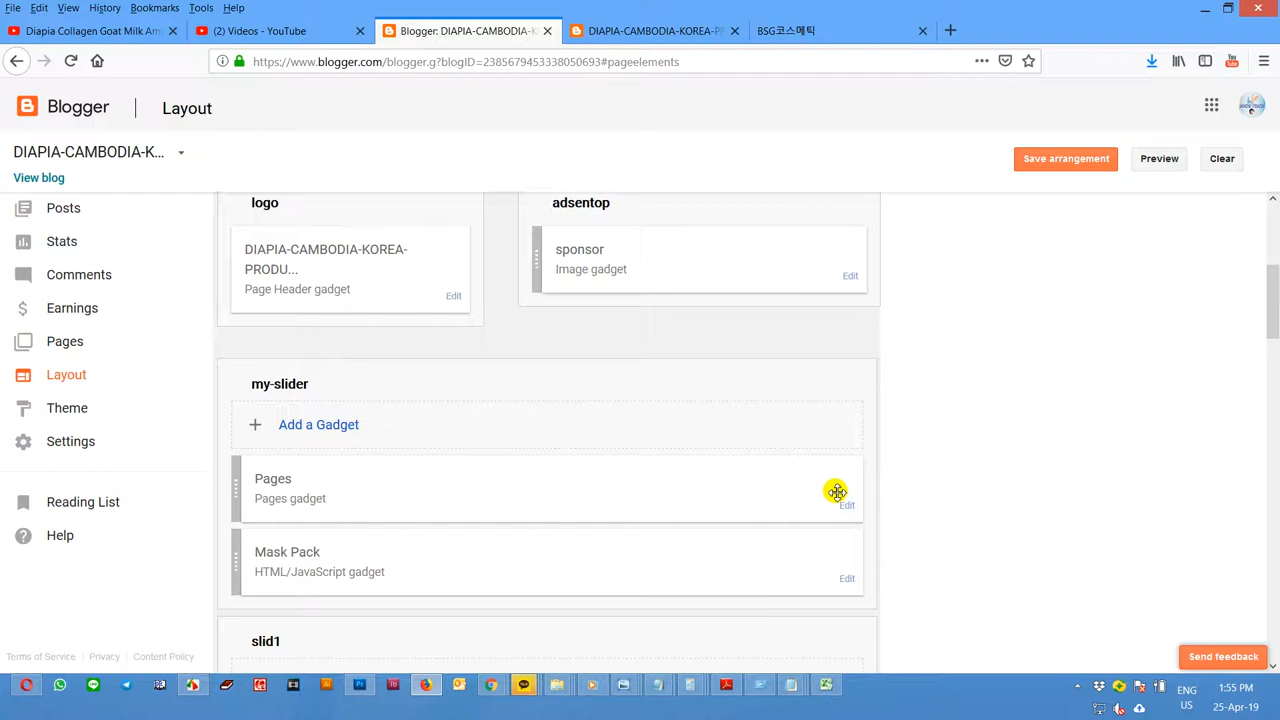 File Edit View History Bookmarks Tools Help
Diapia Collagen Goat Milk Am
(2) Videos - YouTube
Blogger: DIAPIA-CAMBODIA-K
DIAPIA-CAMBODIA-KOREA-P
BSG코스메틱
https://www.blogger.com/blogger.g?blogID=2385679453338050693#pageelements
Blogger
Layout
DIAPIA-CAMBODIA-K...
View blog
Save arrangement
Preview
Clear
Posts
Stats
Comments
Earnings
Pages
Layout
Theme
Settings
Reading List
Help
Terms of Service
Privacy
Content Policy
logo
DIAPIA-CAMBODIA-KOREA-
PRODU...
Page Header gadget
Edit
adsentop
sponsor
Image gadget
Edit
my-slider
Add a Gadget
Pages
Pages gadget
Edit
Mask Pack
HTML/JavaScript gadget
Edit
slid1
Send feedback
ENG
US
1:55 PM
25-Apr-19